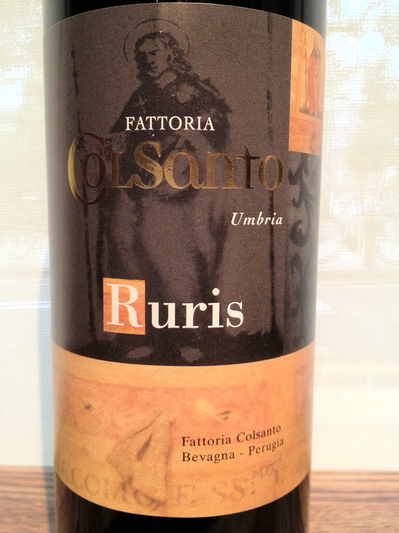 FATTORIA
ColSanto
Umbria
Ruris
Fattoria Colsanto
Bevagna - Perugia